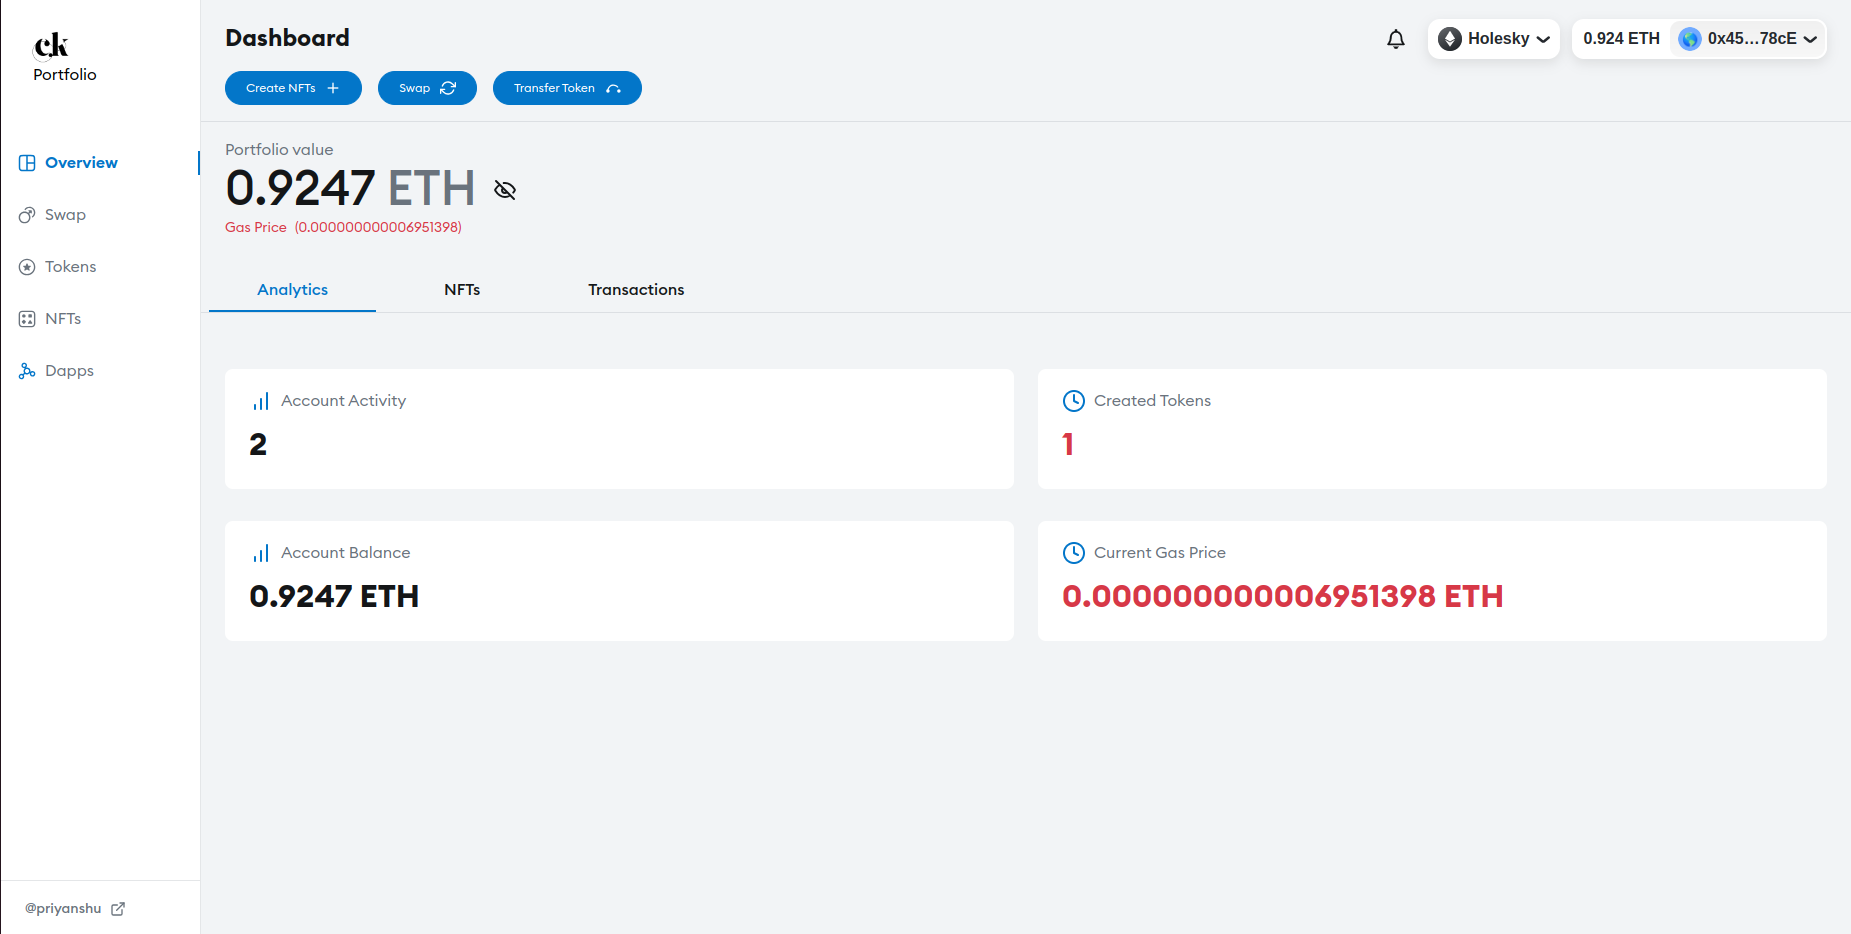 ck
Portfolio
Overview
Swap
Tokens
NFTs
Dapps
@priyanshu
Dashboard
Create NFTs
Swap
Transfer Token
Holesky
0.924 ETH
0x45...78cE
Portfolio value
0.9247 ETH
Gas Price (0.000000000006951398)
Analytics
NFTs
Transactions
Account Activity
2
Created Tokens
1
Account Balance
0.9247 ETH
Current Gas Price
0.000000000006951398 ETH